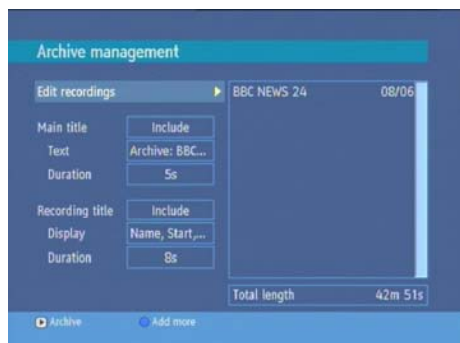 Archive management
Edit recordings
Main title Include
Text Archive: BBC...
Duration 5s
Recording title Include
Display Name, Start,...
Duration 8s
BBC NEWS 24 08/06
Total length 42m 51s
Archive Add more